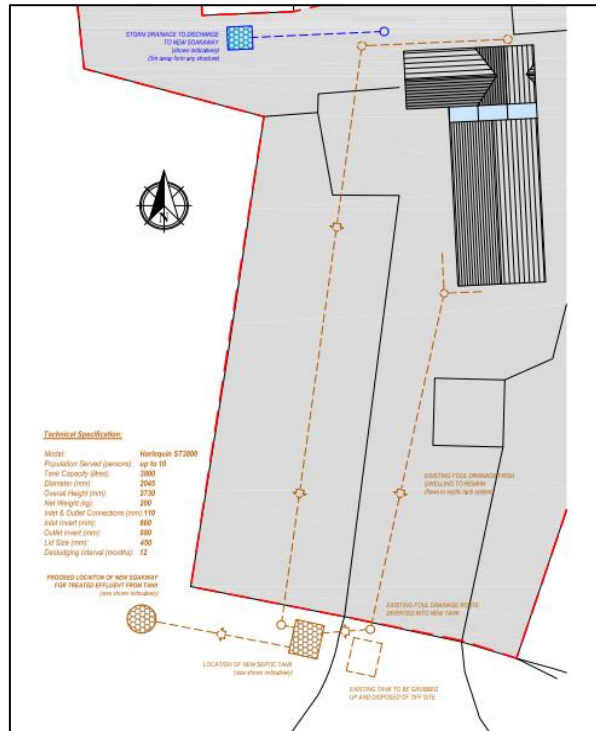 STORM DRAINAGE TO DISCHARGE
TO NEW SOAKAWAY
(shown indicatively)
(5m away form any structure)
N
Technical Specification:
Model: Harlequin ST3800
Population Served (persons) up to 10
Tank Capacity (litres): 3800
Diameter (mm): 2045
Overall Height (mm): 2730
Net Weight (kg): 200
Inlet & Outlet Connections (mm): 110
Inlet Invert (mm): 860
Outlet Invert (mm): 980
Lid Size (mm): 450
Desludging Interval (months): 12
EXISTING FOUL DRAINAGE FROM
DWELLING TO REMAIN
(flows to septic tank system)
PROOSED LOCAITON OF NEW SOAKAWAY
FOR TREATED EFFLUENT FROM TANK
(size shown indicatively)
EXISTING FOUL DRAINAGE ROUTE
DIVERTED INTO NEW TANK
LOCATION OF NEW SEPTIC TANK
(size shown indicatively)
EXISTING TANK TO BE GRUBBED
UP AND DISPOSED OF OFF SITE